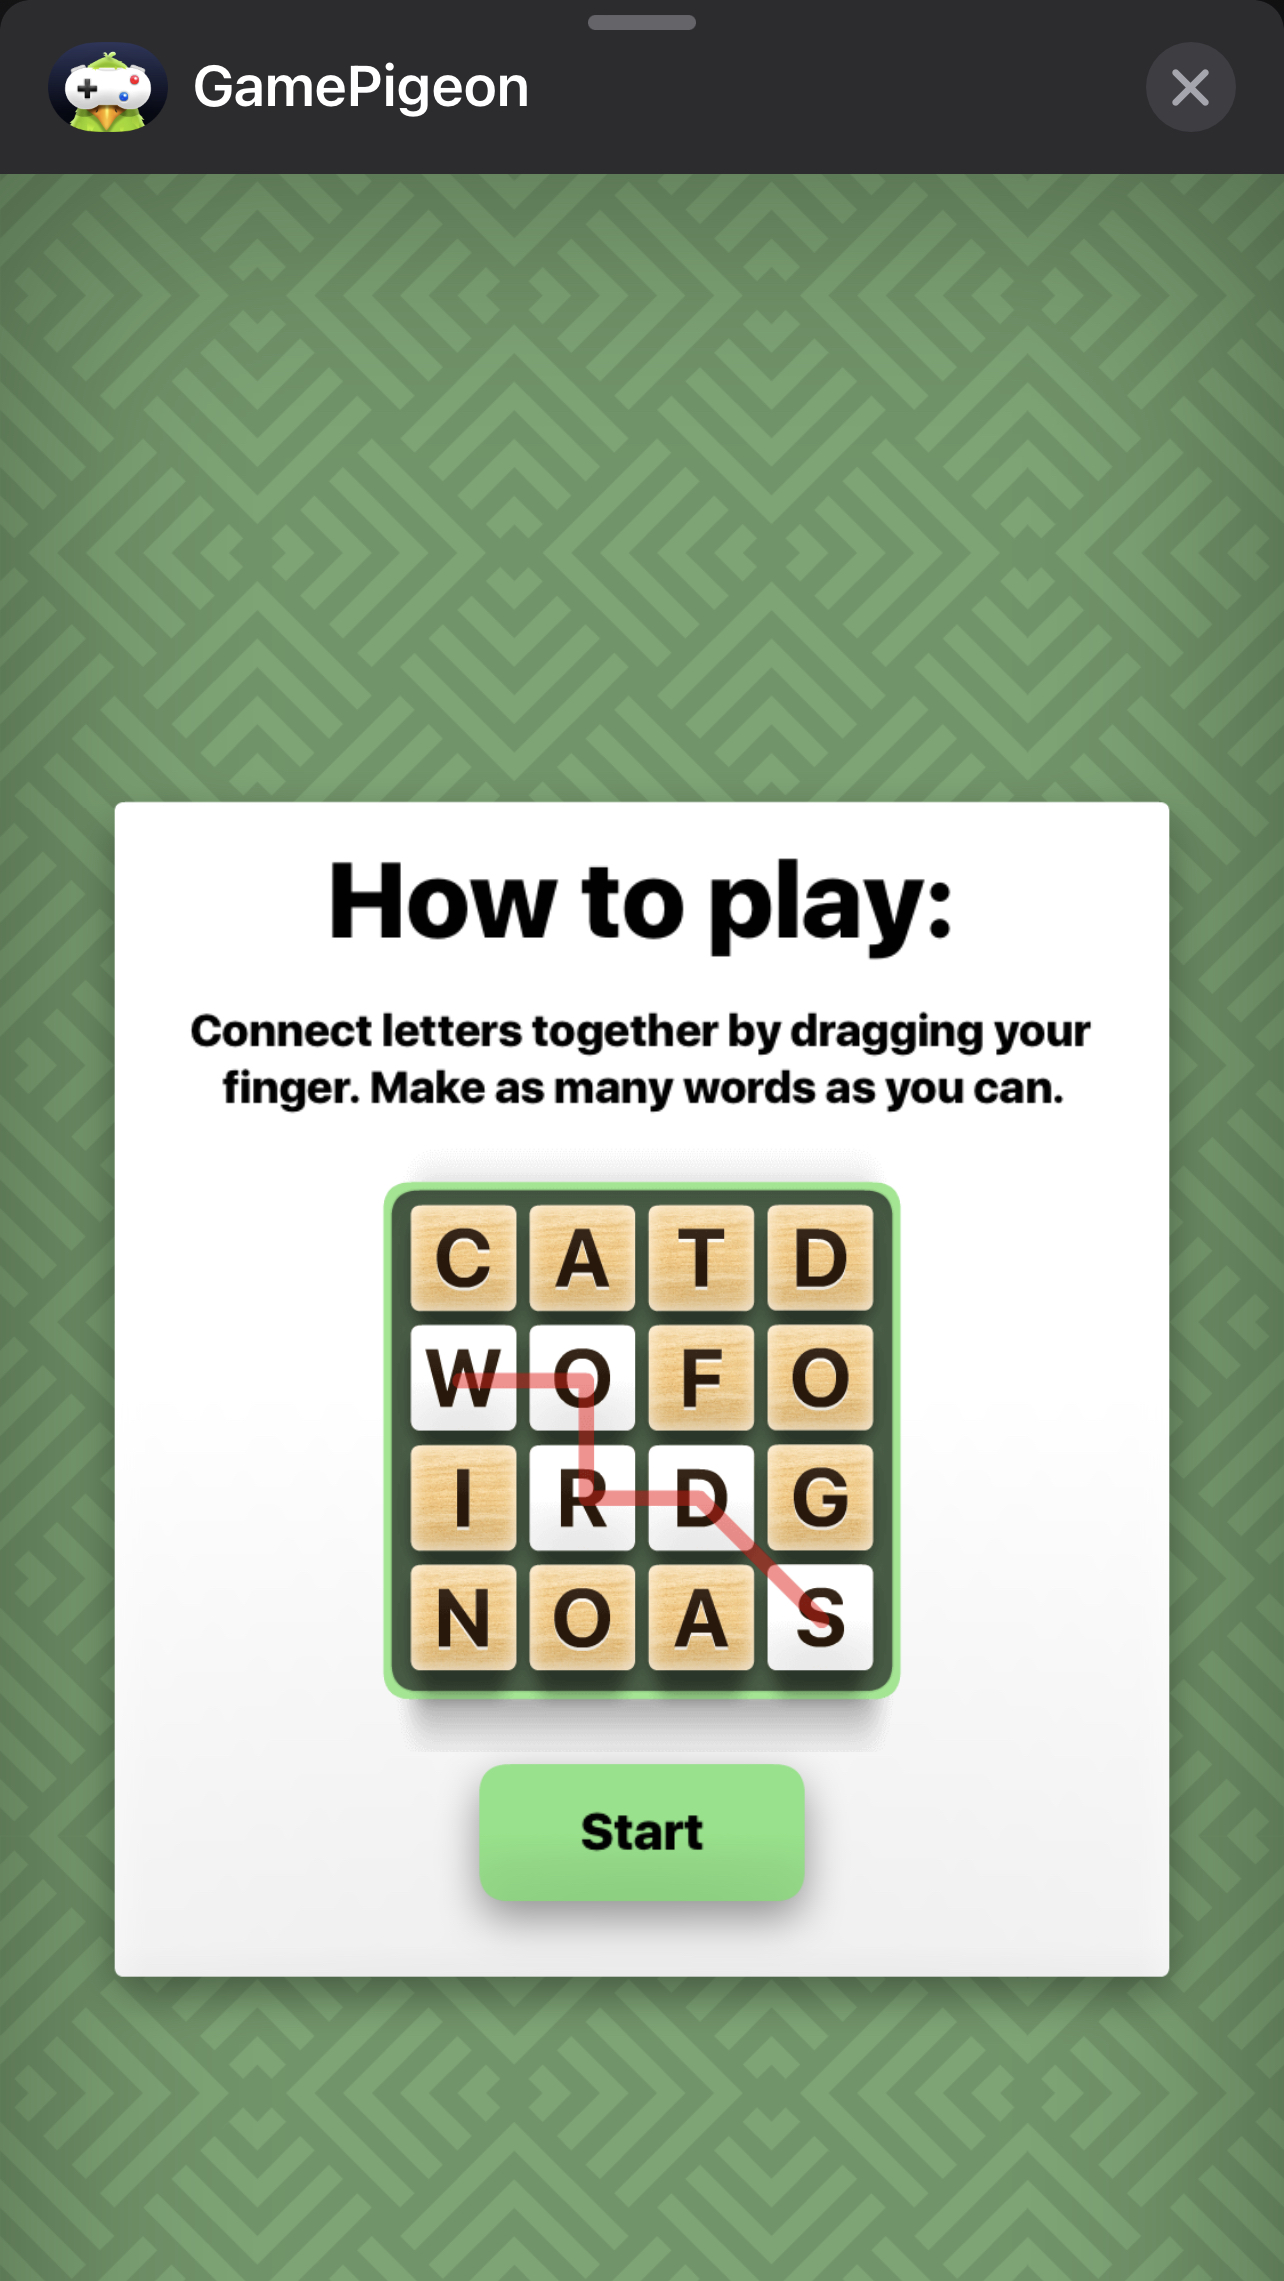 GamePigeon
How to play:
Connect letters together by dragging your
finger. Make as many words as you can.
C A T D
W O F O
I R D G
N O A S
Start